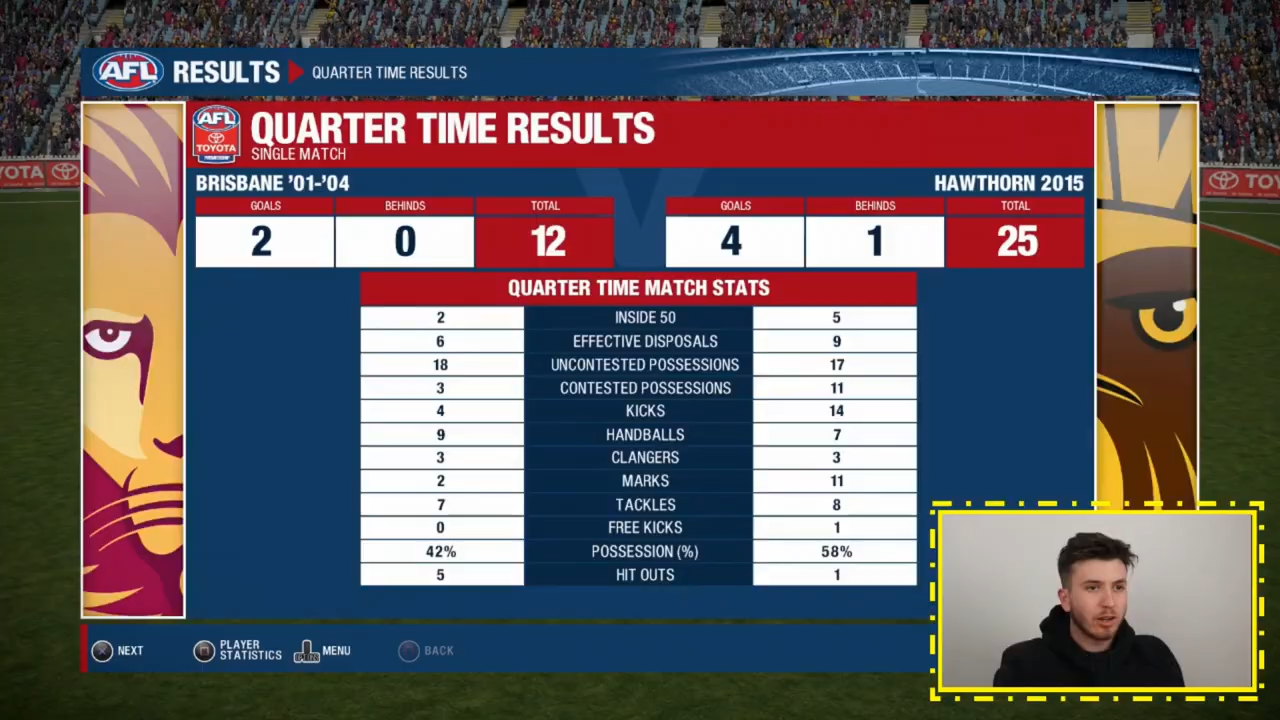 AFL RESULTS QUARTER TIME RESULTS
AFL TOYOTA PREMIERSHIP
QUARTER TIME RESULTS
SINGLE MATCH
BRISBANE '01-'04 HAWTHORN 2015
GOALS BEHINDS TOTAL GOALS BEHINDS TOTAL
2 0 12 4 1 25
QUARTER TIME MATCH STATS
2 INSIDE 50 5
6 EFFECTIVE DISPOSALS 9
18 UNCONTESTED POSSESSIONS 17
3 CONTESTED POSSESSIONS 11
4 KICKS 14
9 HANDBALLS 7
3 CLANGERS 3
2 MARKS 11
7 TACKLES 8
0 FREE KICKS 1
42% POSSESSION (%) 58%
5 HIT OUTS 1
OTA
TOY
NEXT PLAYER STATISTICS OPTIONS MENU BACK